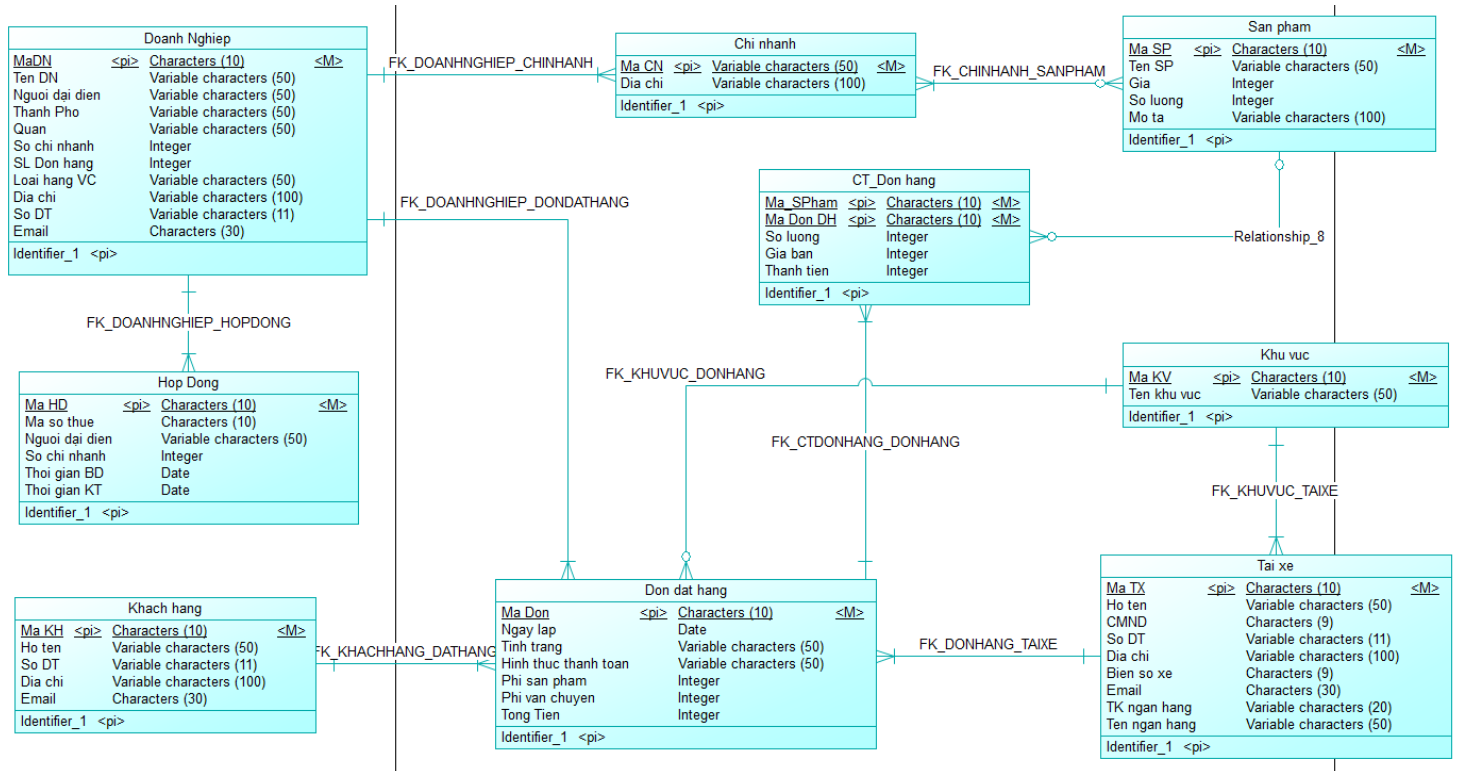 Doanh Nghiep
MaDN <pi> Characters (10) <M>
Ten DN Variable characters (50)
Nguoi dại dien Variable characters (50)
Thanh Pho Variable characters (50)
Quan Variable characters (50)
So chi nhanh Integer
SL Don hang Integer
Loai hang VC Variable characters (50)
Dia chi Variable characters (100)
So DT Variable characters (11)
Email Characters (30)
Identifier_1 <pi>
FK_DOANHNGHIEP_CHINHANH
Chi nhanh
Ma CN <pi> Variable characters (50) <M>
Dia chi Variable characters (100)
Identifier_1 <pi>
FK_CHINHANH_SANPHAM
San pham
Ma SP <pi> Characters (10) <M>
Ten SP Variable characters (50)
Gia Integer
So luong Integer
Mo ta Variable characters (100)
Identifier_1 <pi>
FK_DOANHNGHIEP_DONDATHANG
CT_Don hang
Ma_SPham <pi> Characters (10) <M>
Ma Don DH <pi> Characters (10) <M>
So luong Integer
Gia ban Integer
Thanh tien Integer
Identifier_1 <pi>
Relationship_8
FK_DOANHNGHIEP_HOPDONG
Hop Dong
Ma HD <pi> Characters (10) <M>
Ma so thue Characters (10)
Nguoi dại dien Variable characters (50)
So chi nhanh Integer
Thoi gian BD Date
Thoi gian KT Date
Identifier_1 <pi>
FK_KHUVUC_DONHANG
Khu vuc
Ma KV <pi> Characters (10) <M>
Ten khu vuc Variable characters (50)
Identifier_1 <pi>
FK_CTDONHANG_DONHANG
FK_KHUVUC_TAIXE
Khach hang
Ma KH <pi> Characters (10) <M>
Ho ten Variable characters (50)
So DT Variable characters (11)
Dia chi Variable characters (100)
Email Characters (30)
Identifier_1 <pi>
FK_KHACHHANG_DATHANG
Don dat hang
Ma Don <pi> Characters (10) <M>
Ngay lap Date
Tinh trang Variable characters (50)
Hinh thuc thanh toan Variable characters (50)
Phi san pham Integer
Phi van chuyen Integer
Tong Tien Integer
Identifier_1 <pi>
FK_DONHANG_TAIXE
Tai xe
Ma TX <pi> Characters (10) <M>
Ho ten Variable characters (50)
CMND Characters (9)
So DT Variable characters (11)
Dia chi Variable characters (100)
Bien so xe Characters (9)
Email Characters (30)
TK ngan hang Variable characters (20)
Ten ngan hang Variable characters (50)
Identifier_1 <pi>